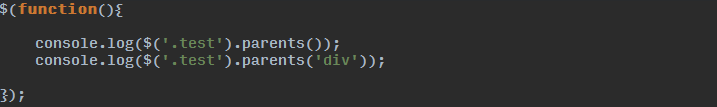 $(function(){
console.log($('.test').parents());
console.log($('.test').parents('div'));
});